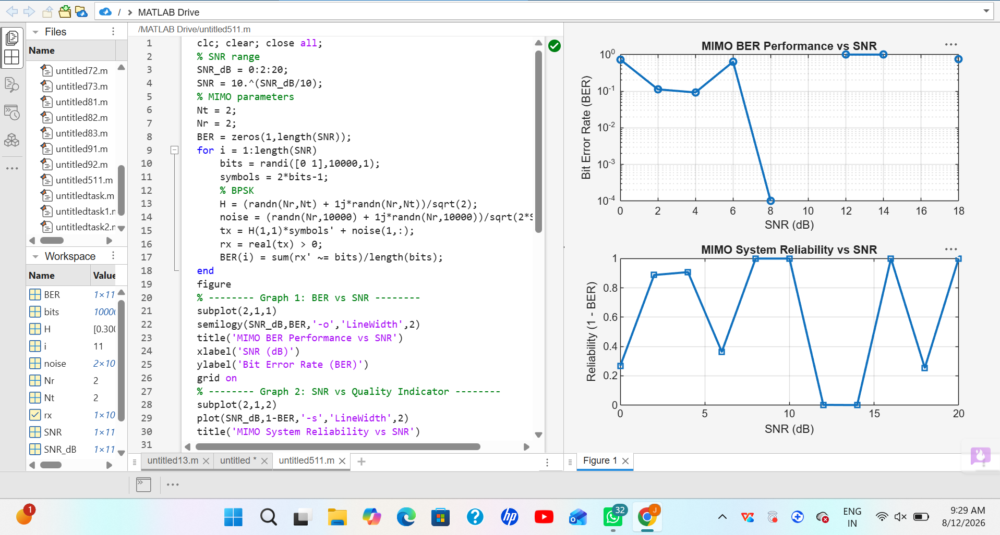 / > MATLAB Drive
Files
Name
untitled72.m
untitled73.m
untitled81.m
untitled82.m
untitled83.m
untitled91.m
untitled92.m
untitled511.m
untitledtask.m
untitledtask1.m
untitledtask2.m
Workspace
Name Value
BER 1×11
bits 1000
H [0.30
i 11
noise 2×10
Nr 2
Nt 2
rx 1×10
SNR 1×11
SNR_dB 1×11
/MATLAB Drive/untitled511.m
1 clc; clear; close all;
2 % SNR range
3 SNR_dB = 0:2:20;
4 SNR = 10.^(SNR_dB/10);
5 % MIMO parameters
6 Nt = 2;
7 Nr = 2;
8 BER = zeros(1,length(SNR));
9 for i = 1:length(SNR)
10 bits = randi([0 1],10000,1);
11 symbols = 2*bits-1;
12 % BPSK
13 H = (randn(Nr,Nt) + 1j*randn(Nr,Nt))/sqrt(2);
14 noise = (randn(Nr,10000) + 1j*randn(Nr,10000))/sqrt(2*S
15 tx = H(1,1)*symbols' + noise(1,:);
16 rx = real(tx) > 0;
17 BER(i) = sum(rx' ~= bits)/length(bits);
18 end
19 figure
20 % -------- Graph 1: BER vs SNR --------
21 subplot(2,1,1)
22 semilogy(SNR_dB,BER,'-o','LineWidth',2)
23 title('MIMO BER Performance vs SNR')
24 xlabel('SNR (dB)')
25 ylabel('Bit Error Rate (BER)')
26 grid on
27 % -------- Graph 2: SNR vs Quality Indicator --------
28 subplot(2,1,2)
29 plot(SNR_dB,1-BER,'-s','LineWidth',2)
30 title('MIMO System Reliability vs SNR')
31
untitled13.m
untitled *
untitled511.m
MIMO BER Performance vs SNR
Bit Error Rate (BER)
10^0
10^-1
10^-2
10^-3
10^-4
0 2 4 6 8 10 12 14 16 18
SNR (dB)
MIMO System Reliability vs SNR
Reliability (1 - BER)
1
0.8
0.6
0.4
0.2
0
0 5 10 15 20
SNR (dB)
Figure 1
1
hp
32
J
ENG
IN
9:29 AM
8/12/2026